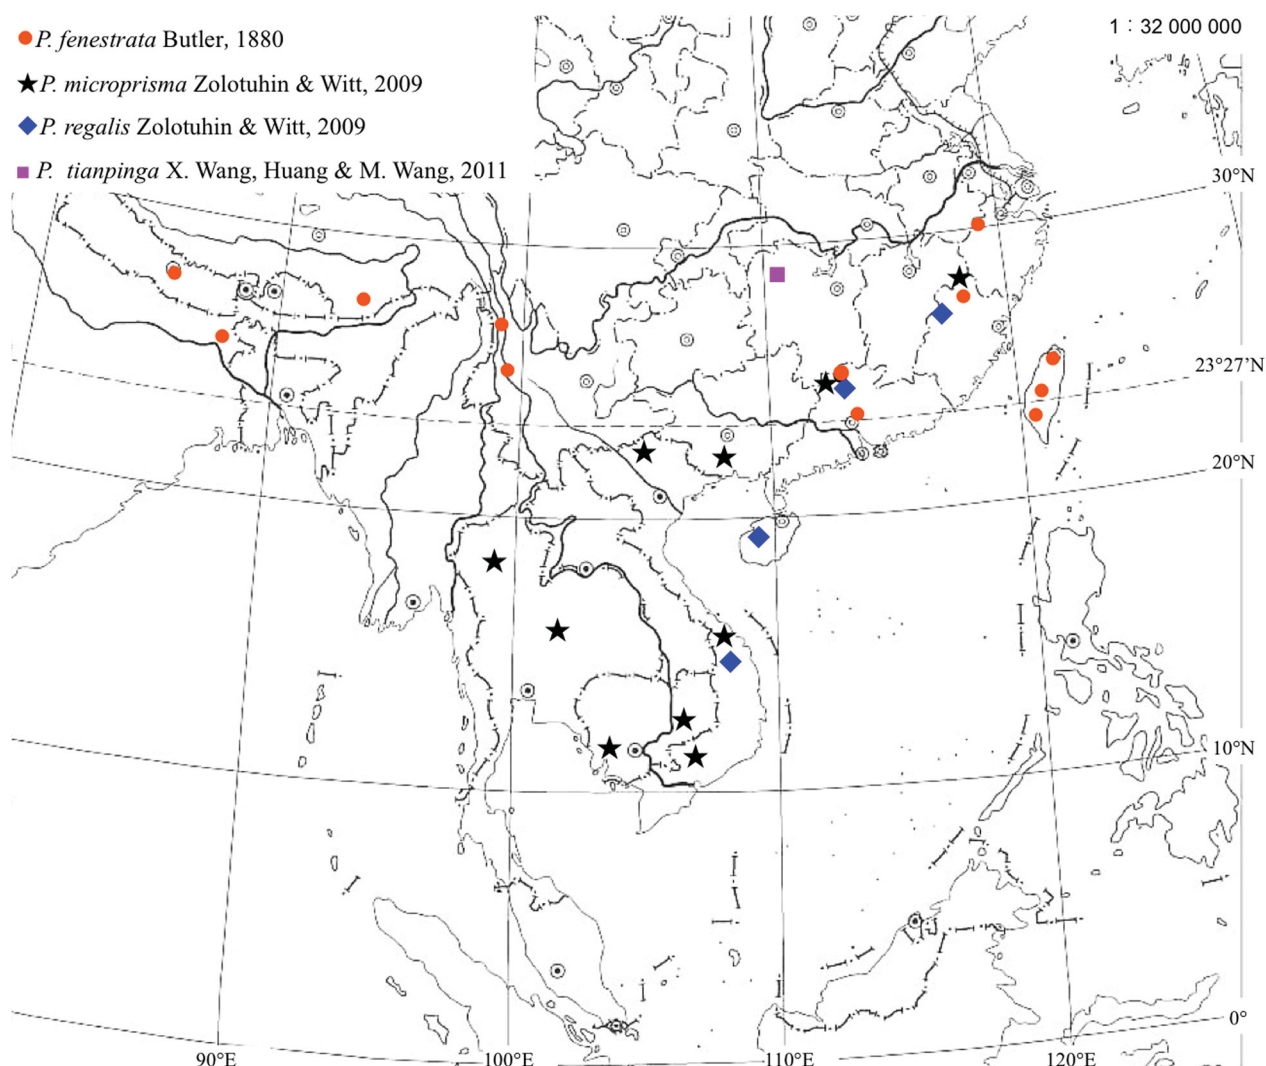 1 : 32 000 000
P. fenestrata Butler, 1880
P. microprisma Zolotuhin & Witt, 2009
P. regalis Zolotuhin & Witt, 2009
P. tianpinga X. Wang, Huang & M. Wang, 2011
30°N
23°27’N
20°N
10°N
0°
90°E 100°E 110°E 120°E